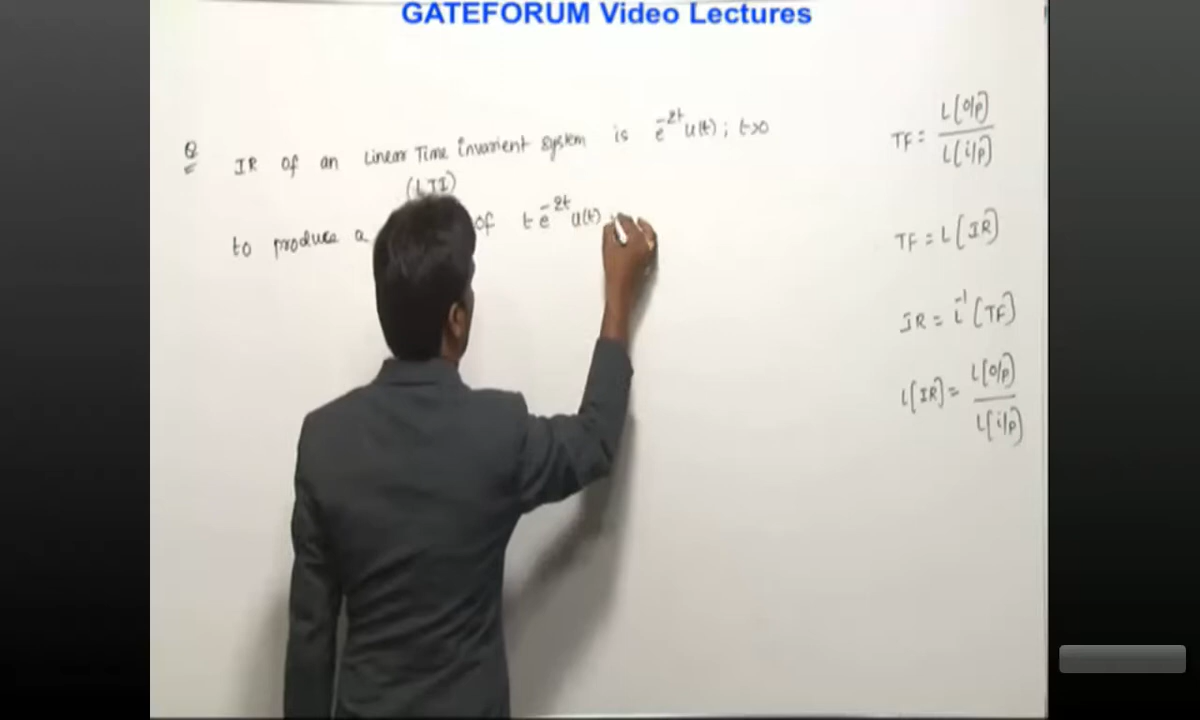 GATEFORUM Video Lectures
Q IR of an Linear Time Invarient system is e^-2t u(t) ; t>0
(LTI)
to produce a of t e^-2t u(t)
TF = L[o/p] / L[i/p]
TF = L[IR]
IR = L^-1 [TF]
L[IR] = L[o/p] / L[i/p]